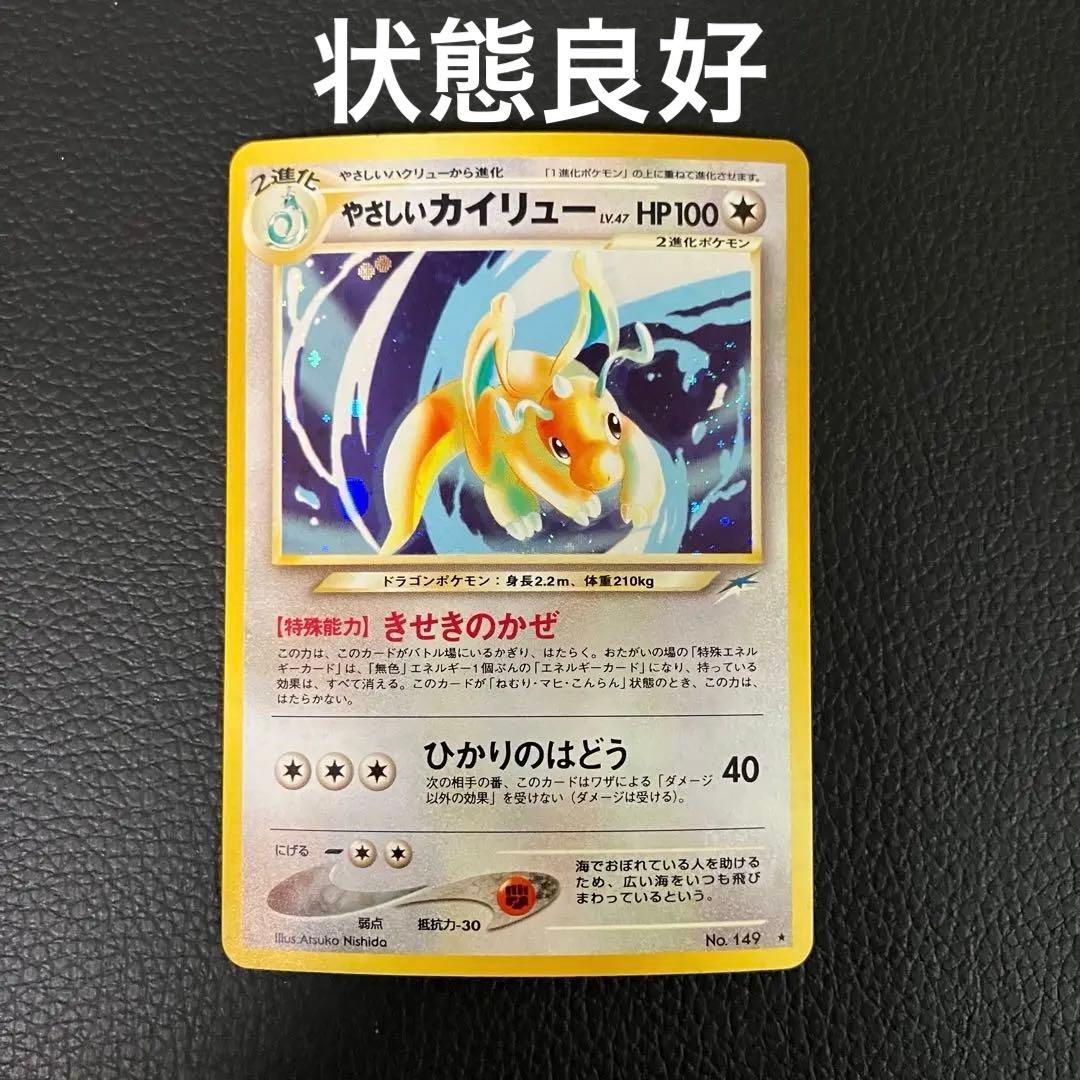 状態良好
2進化
やさしいハクリューから進化
「1進化ポケモン」の上に重ねて進化させます。
やさしいカイリュー LV.47 HP100
2進化ポケモン
ドラゴンポケモン：身長2.2m、体重210kg
【特殊能力】きせきのかぜ
この力は、このカードがバトル場にいるかぎり、はたらく。おたがいの場の「特殊エネル
ギーカード」は、「無色」エネルギー1個ぶんの「エネルギーカード」になり、持っている
効果は、すべて消える。このカードが「ねむり・マヒ・こんらん」状態のとき、この力は、
はたらかない。
ひかりのはどう 40
次の相手の番、このカードはワザによる「ダメージ
以外の効果」を受けない（ダメージは受ける）。
にげる
海でおぼれている人を助ける
ため、広い海をいつも飛び
まわっているという。
弱点 抵抗力-30
Illus. Atsuko Nishida
No. 149 ★